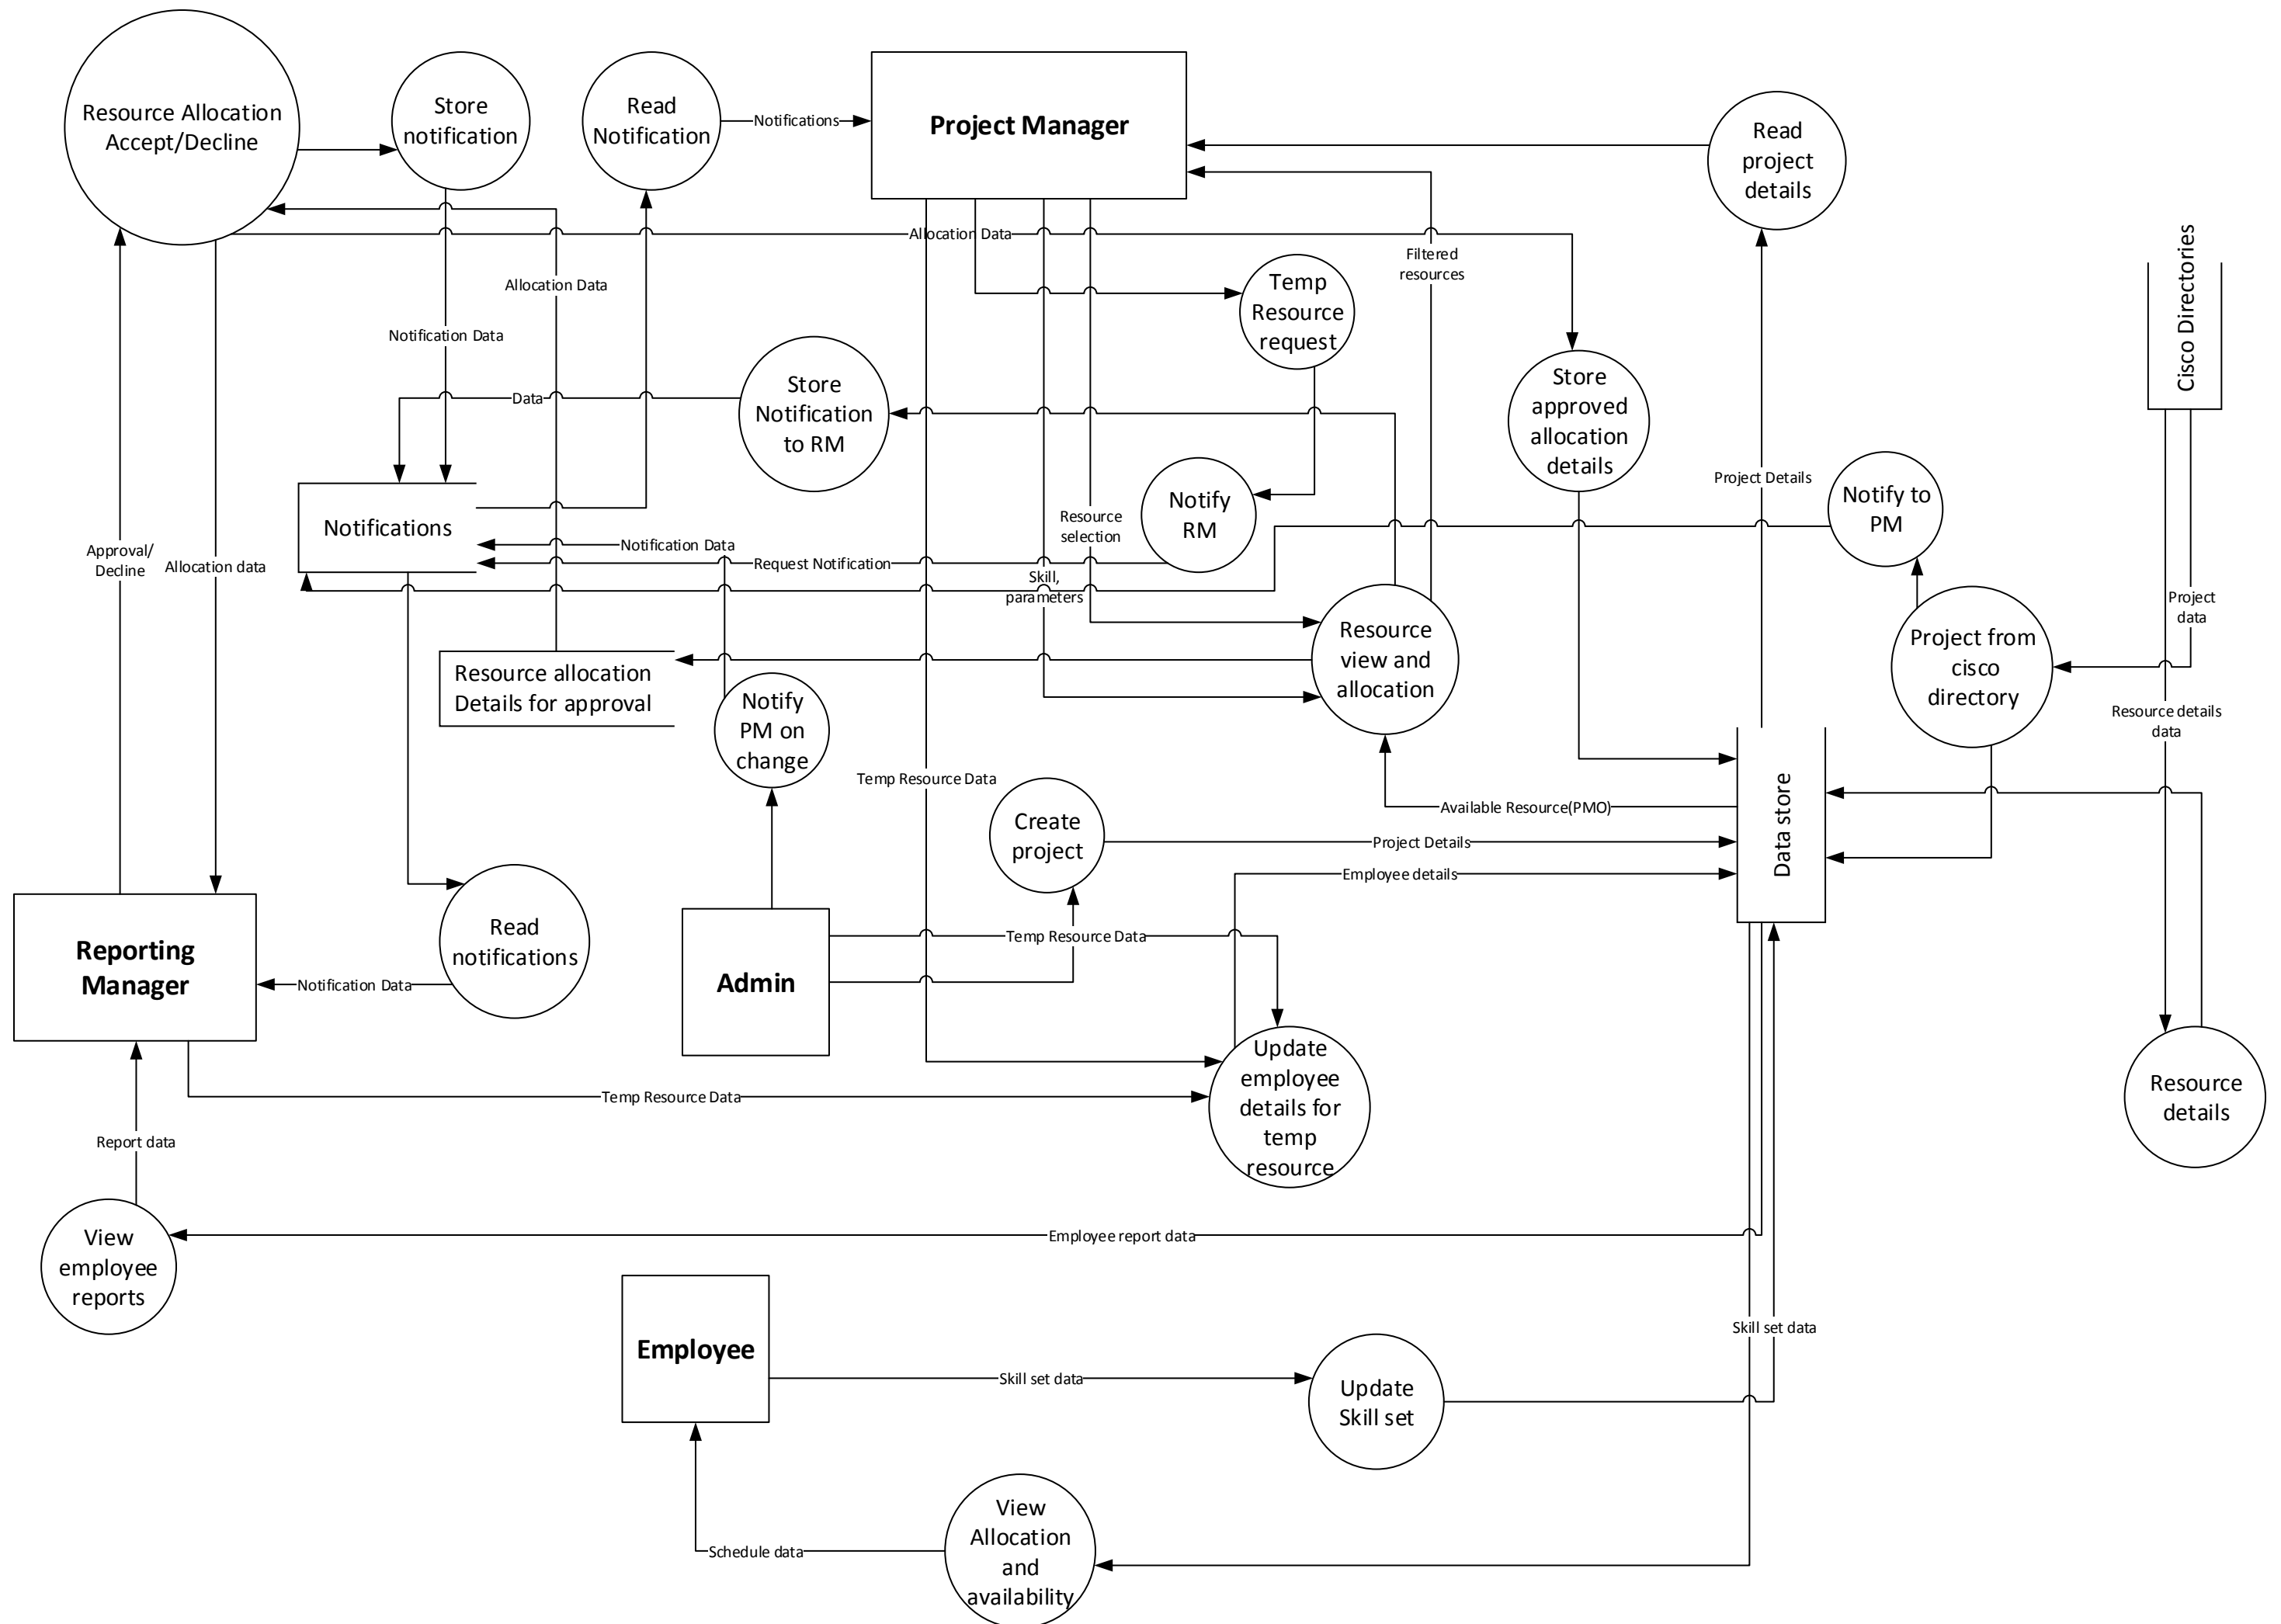 Resource Allocation
Accept/Decline
Store
notification
Read
Notification
Notifications
Project Manager
Read
project
details
Allocation Data
Filtered
resources
Cisco Directories
Allocation Data
Temp
Resource
request
Notification Data
Store
Notification
to RM
Data
Store
approved
allocation
details
Project Details
Notify to
PM
Notify
RM
Resource
selection
Notifications
Notification Data
Request Notification
Approval/
Decline
Allocation data
Skill,
parameters
Project
data
Resource
view and
allocation
Project from
cisco
directory
Resource allocation
Details for approval
Notify
PM on
change
Resource details
data
Temp Resource Data
Available Resource(PMO)
Data store
Create
project
Project Details
Employee details
Read
notifications
Temp Resource Data
Reporting
Manager
Admin
Notification Data
Update
employee
details for
temp
resource
Temp Resource Data
Resource
details
Report data
View
employee
reports
Employee report data
Skill set data
Employee
Skill set data
Update
Skill set
View
Allocation
and
availability
Schedule data